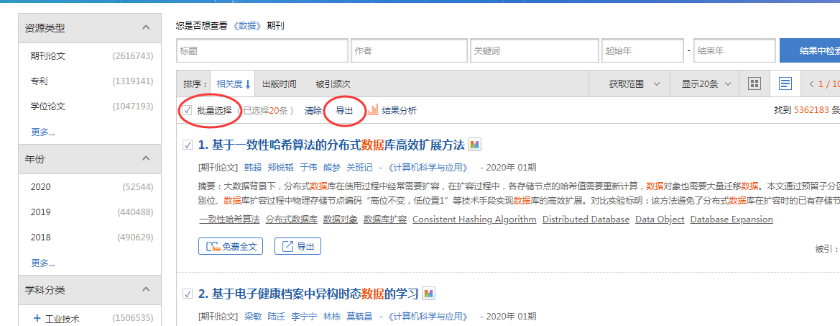 资源类型
期刊论文 (2616743)
专利 (1319141)
学位论文 (1047193)
更多...
年份
2020 (52544)
2019 (440488)
2018 (490629)
更多...
学科分类
+ 工业技术 (1506535)
您是否想查看 《数据》 期刊
标题 作者 关键词 起始年 - 结束年 结果中检索
排序： 相关度 出版时间 被引频次 获取范围 显示20条 < 1 / 10
批量选择 (已选择20条) 清除 导出 结果分析 找到 5362183 条
1. 基于一致性哈希算法的分布式数据库高效扩展方法 M
[期刊论文] 韩超 郑锐韬 于伟 熊梦 关班记 - 《计算机科学与应用》 - 2020年 01期
摘要：大数据背景下，分布式数据库在使用过程中经常需要扩容，在扩容过程中，各存储节点的哈希值需要重新计算，数据对象也需要大量迁移数据。本文通过预留子分区
别位、数据库扩容过程中物理存储节点编码“高位不变，低位置1”等技术手段实现数据库的高效扩展。对比实验标明：该方法避免了分布式数据库在扩容时的已有存储节
一致性哈希算法 分布式数据库 数据对象 数据库扩容 Consistent Hashing Algorithm Distributed Database Data Object Database Expansion
免费全文 导出 被引：
2. 基于电子健康档案中异构时态数据的学习 M
[期刊论文] 梁敏 陆迁 李宁宁 林栋 葛毓晨 - 《计算机科学与应用》 - 2020年 01期